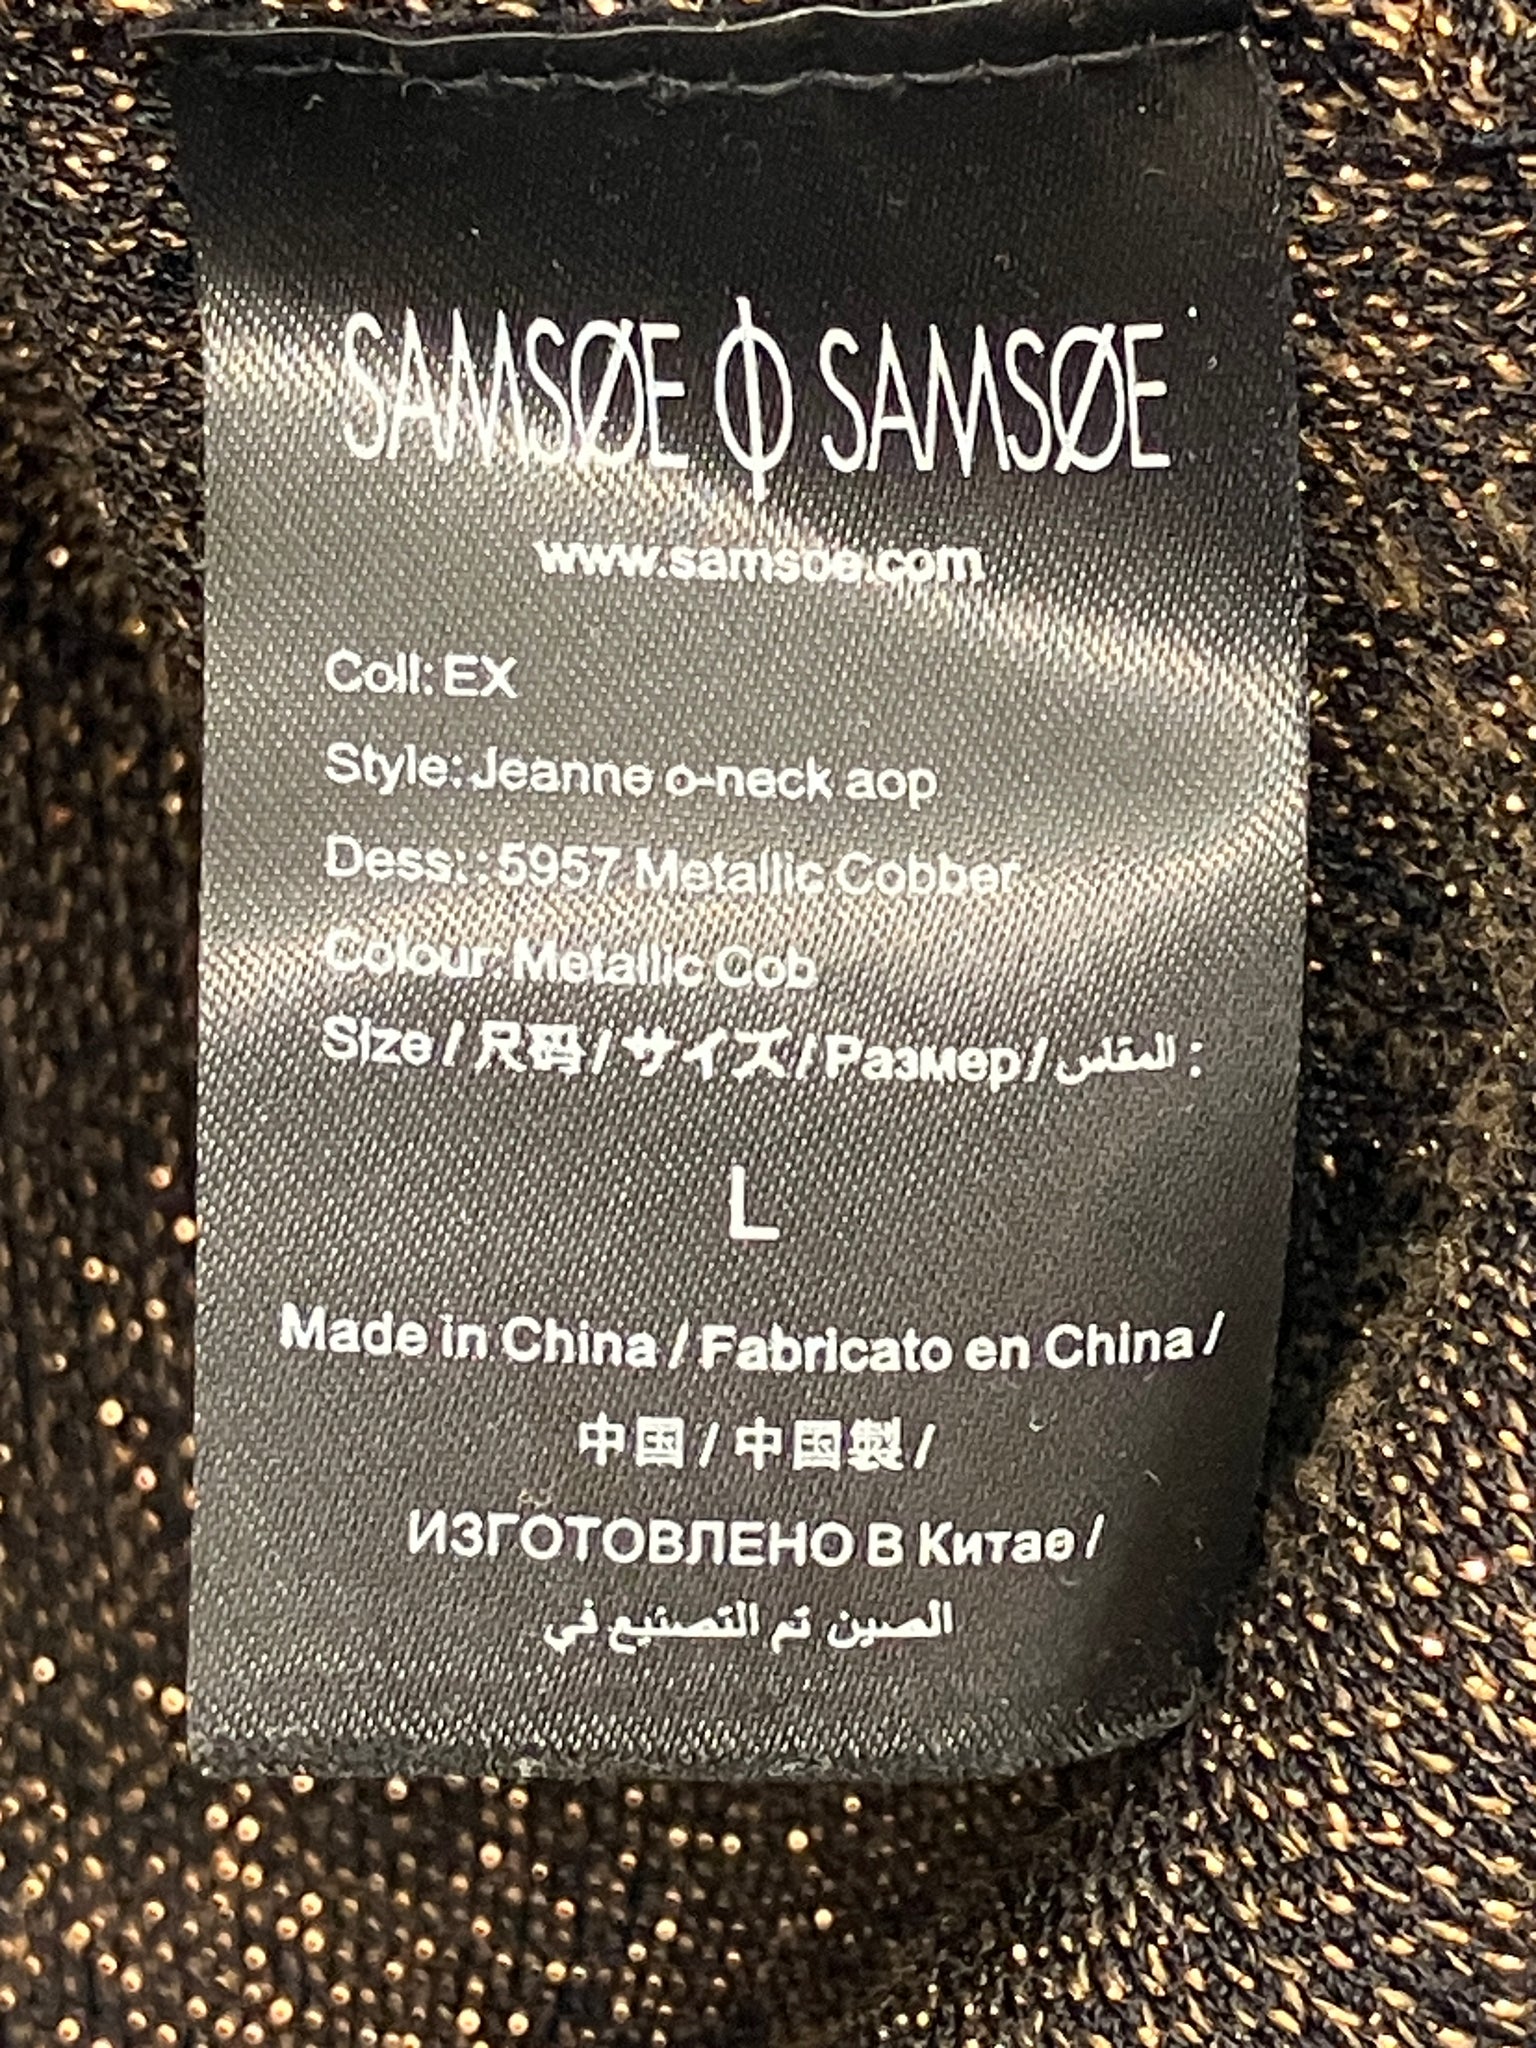 SAMSØE Φ SAMSØE
www.samsoe.com
Coll: EX
Style: Jeanne o-neck aop
Dess: : 5957 Metallic Cobber
Colour: Metallic Cob
Size / 尺码 / サイズ / Размер / للمقاس :
L
Made in China / Fabricato en China /
中国 / 中国製 /
ИЗГОТОВЛЕНО В Китае /
الصين تم التصنيع في